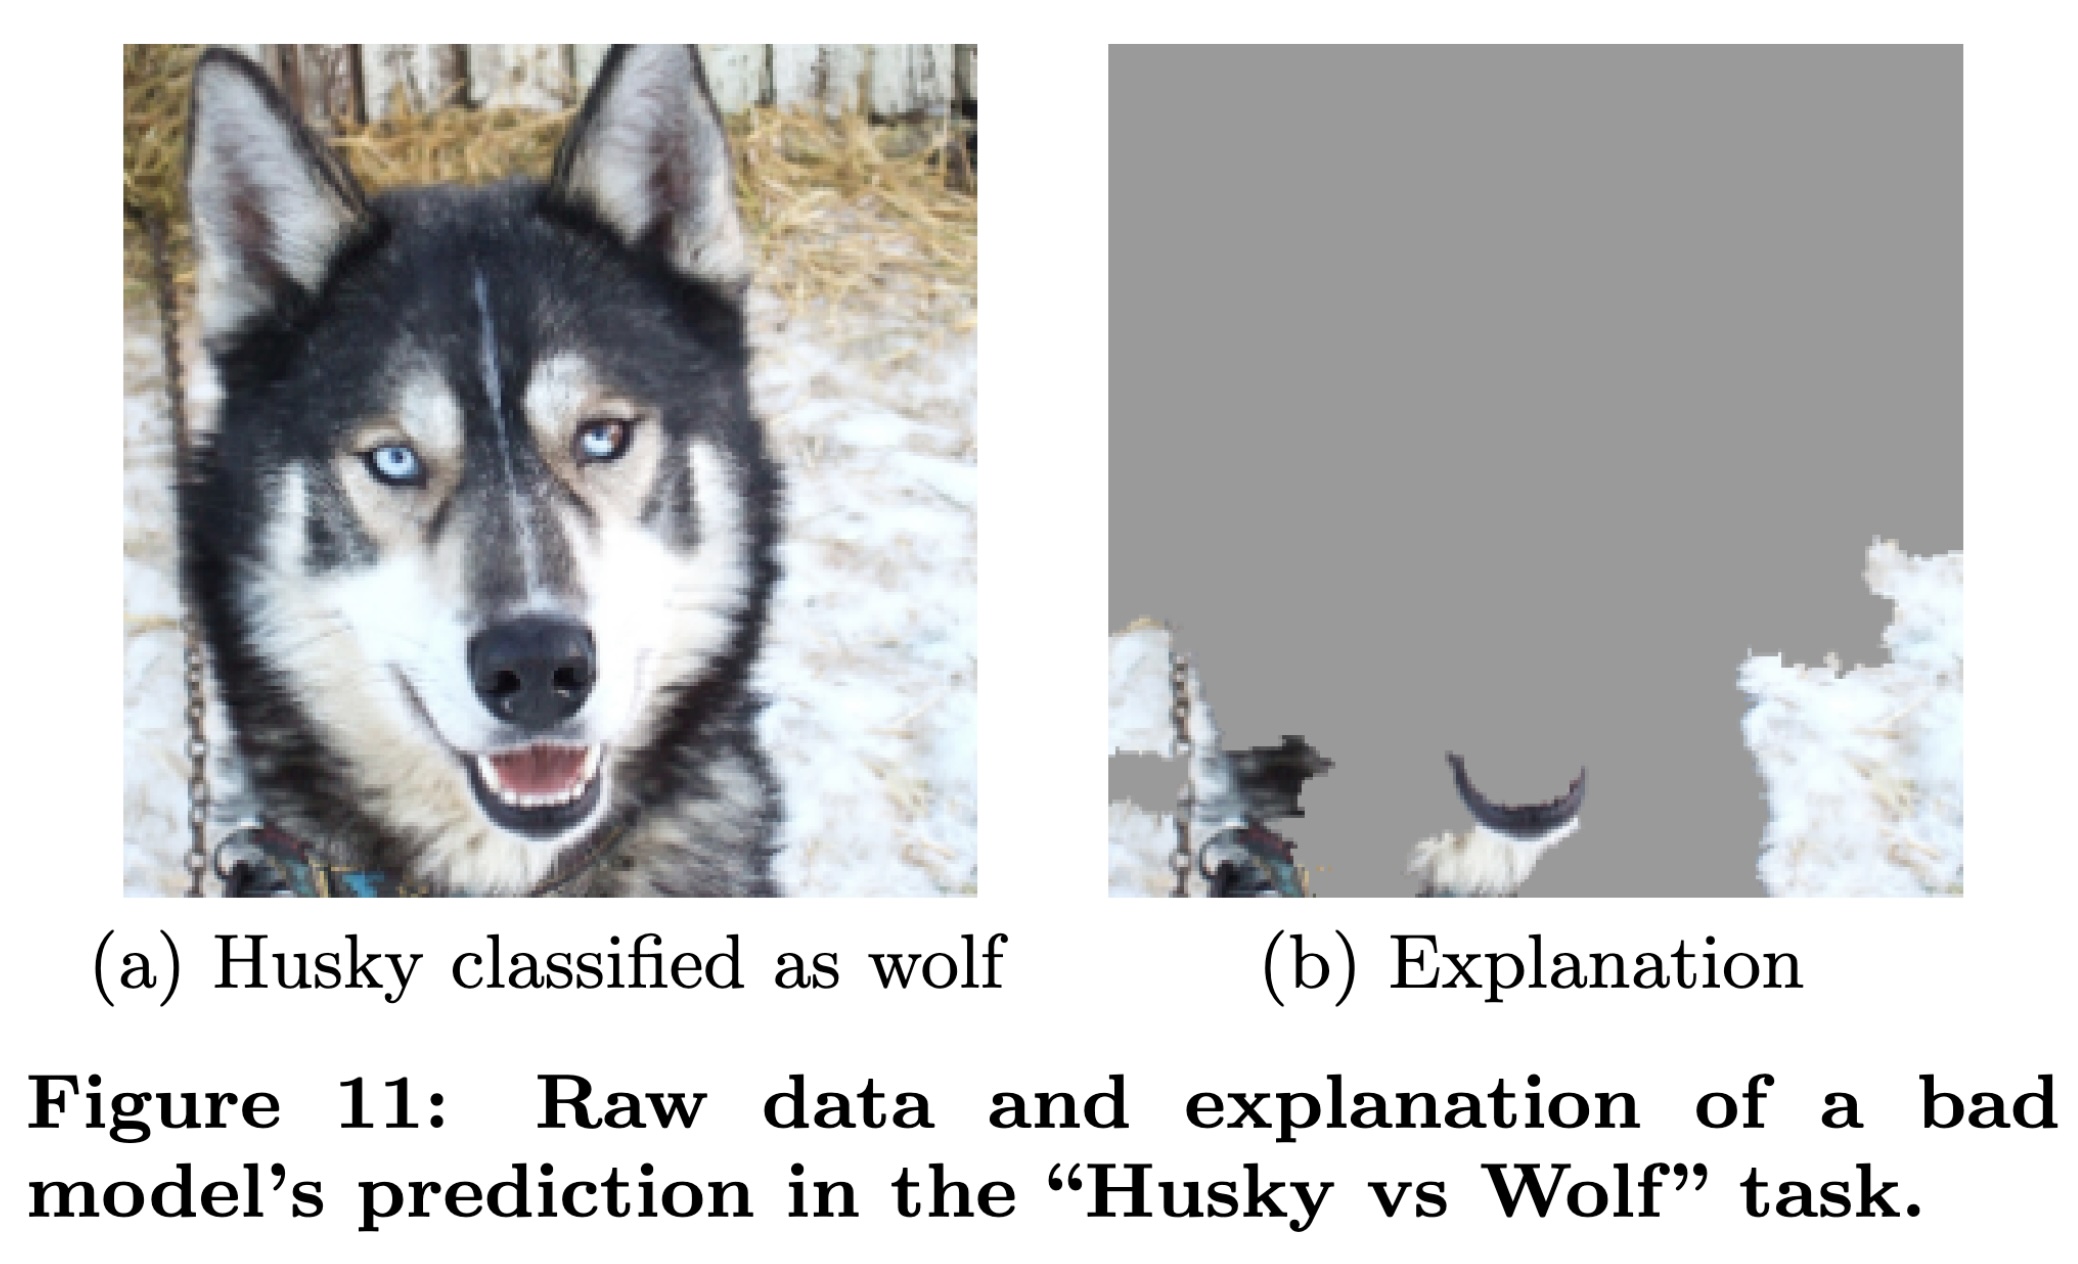 (a) Husky classified as wolf
(b) Explanation
Figure 11: Raw data and explanation of a bad
model’s prediction in the “Husky vs Wolf” task.